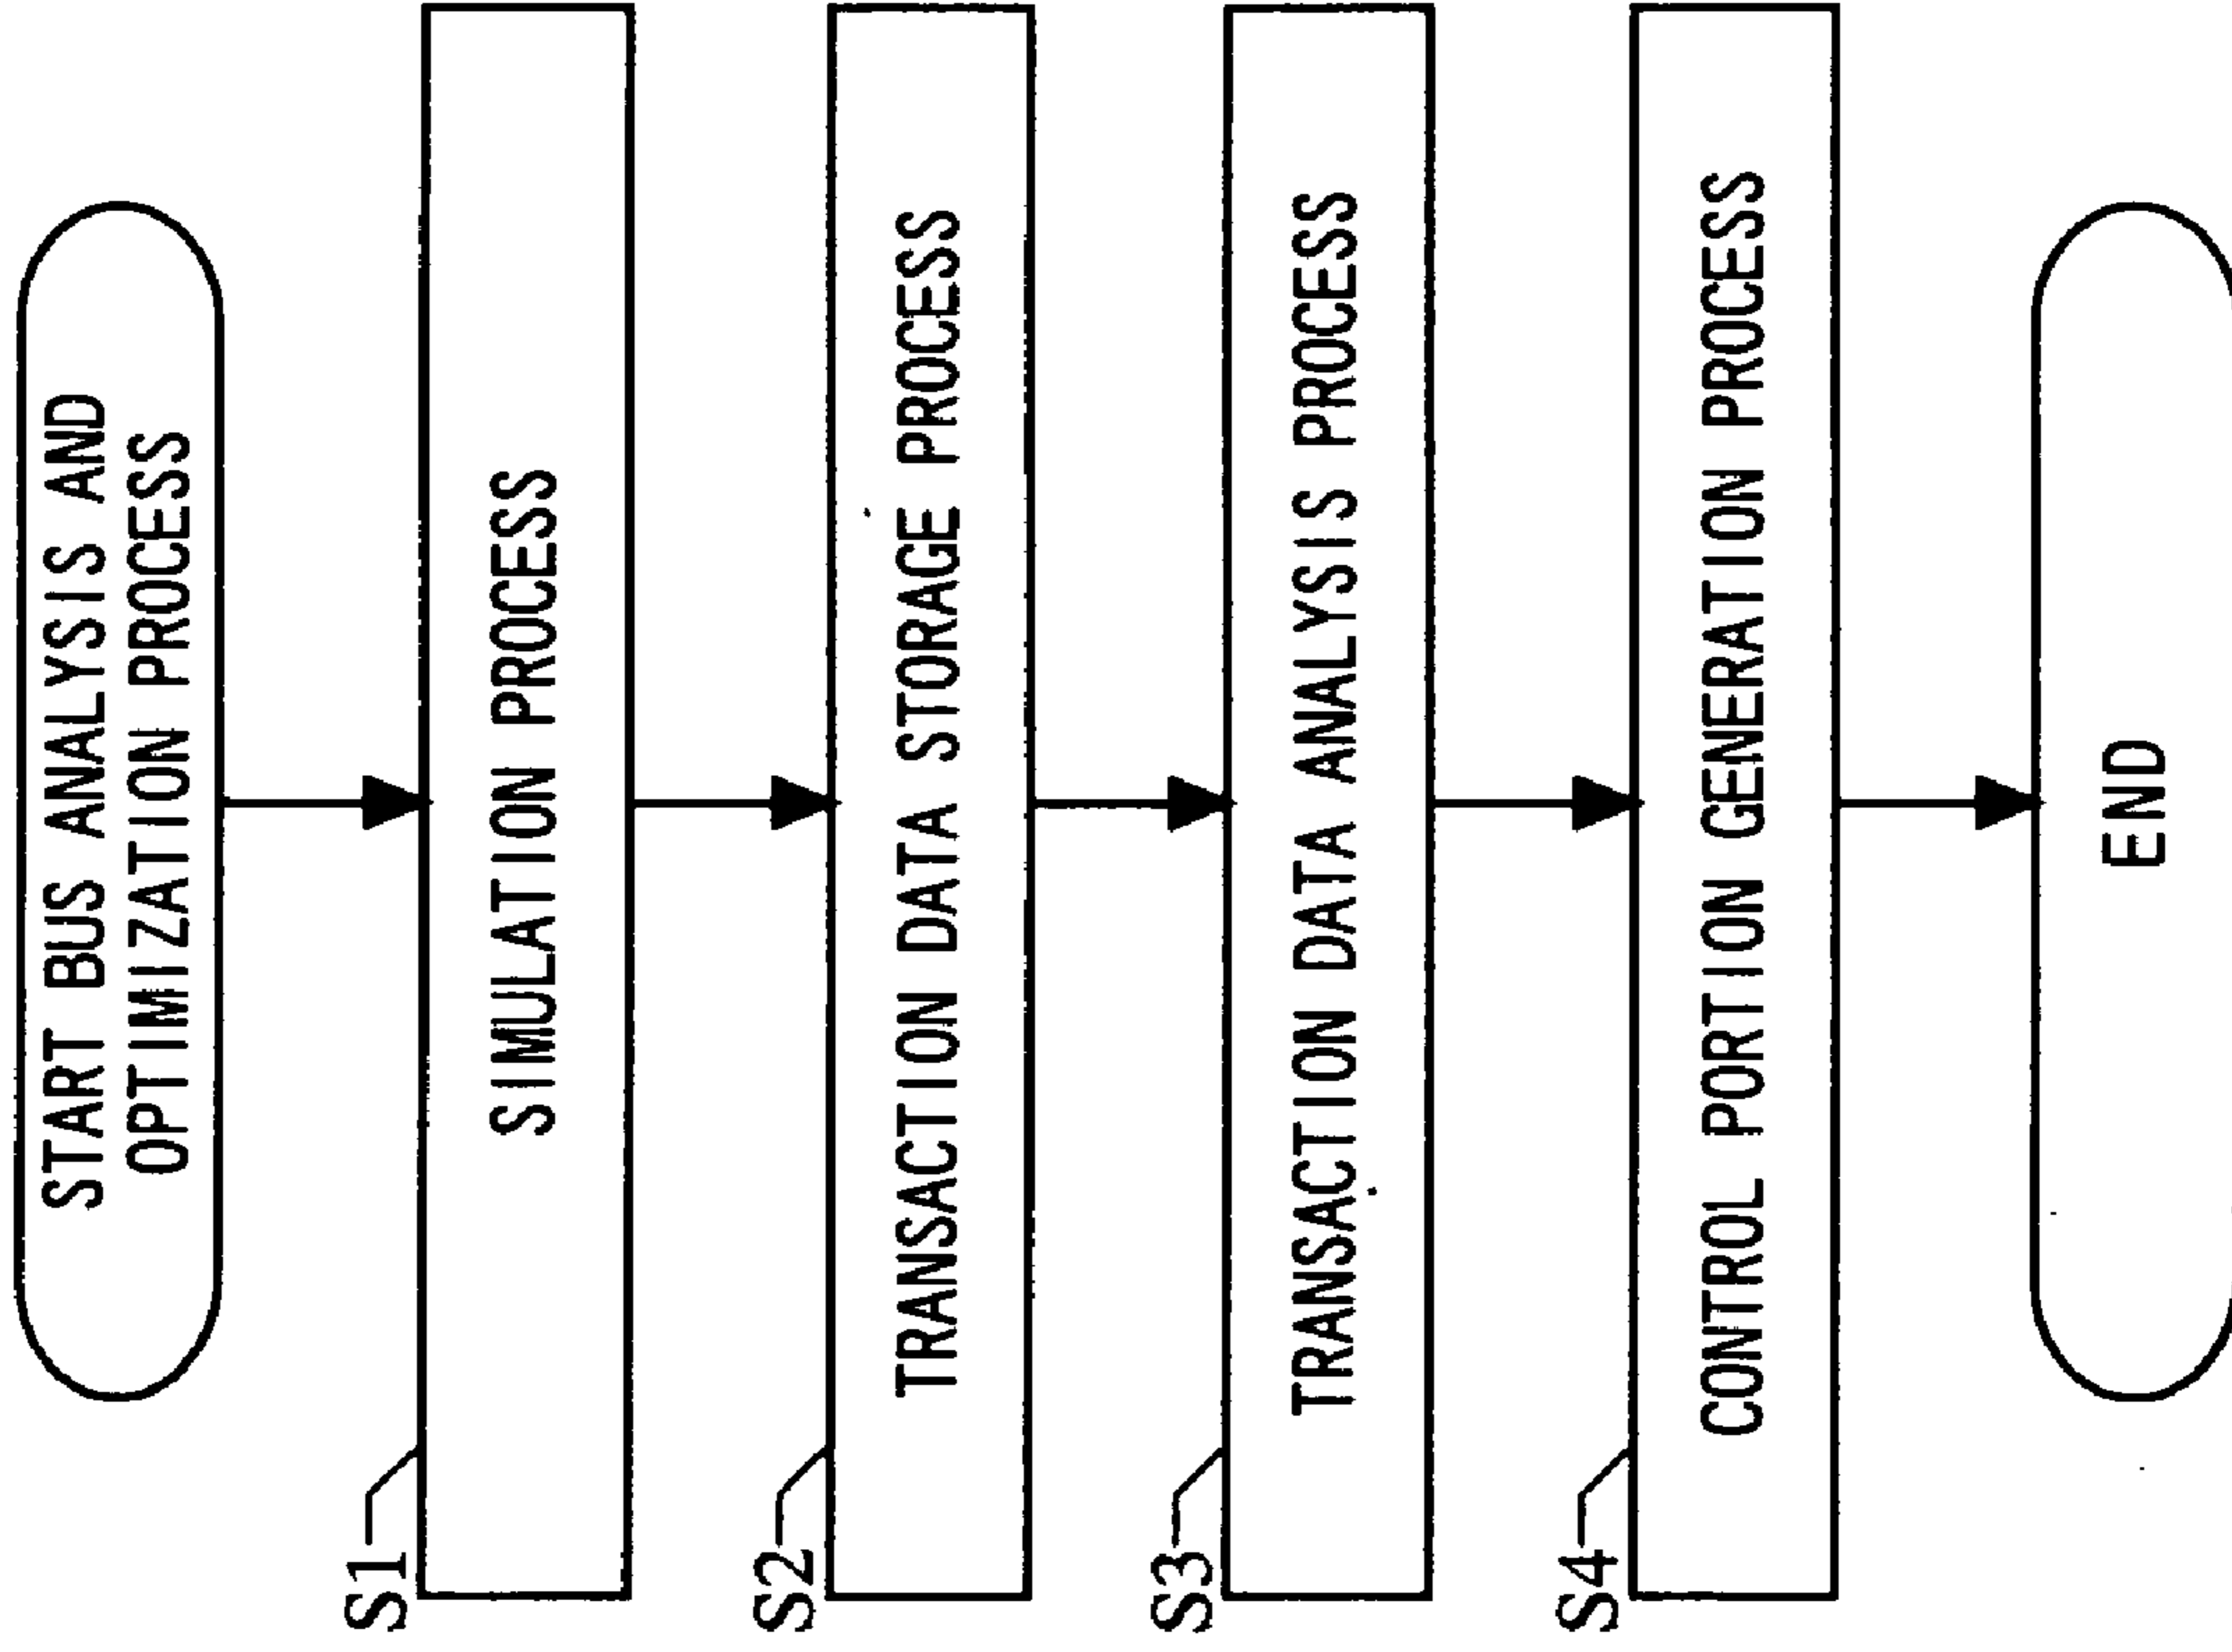 START BUS ANALYSIS AND
OPTIMIZATION PROCESS
S1
SIMULATION PROCESS
S2
TRANSACTION DATA STORAGE PROCESS
S3
TRANSACTION DATA ANALYSIS PROCESS
S4
CONTROL PORTION GENERATION PROCESS
END